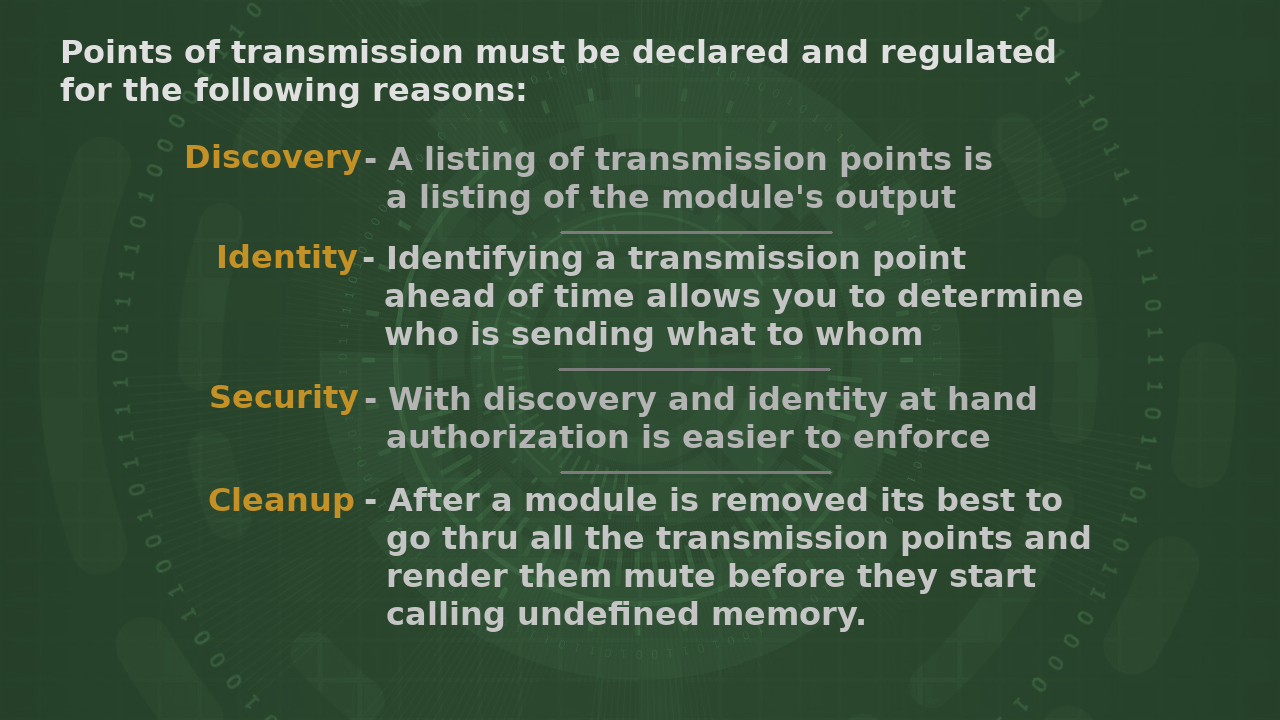 Points of transmission must be declared and regulated
for the following reasons:
Discovery - A listing of transmission points is
a listing of the module's output
Identity - Identifying a transmission point
ahead of time allows you to determine
who is sending what to whom
Security - With discovery and identity at hand
authorization is easier to enforce
Cleanup - After a module is removed its best to
go thru all the transmission points and
render them mute before they start
calling undefined memory.